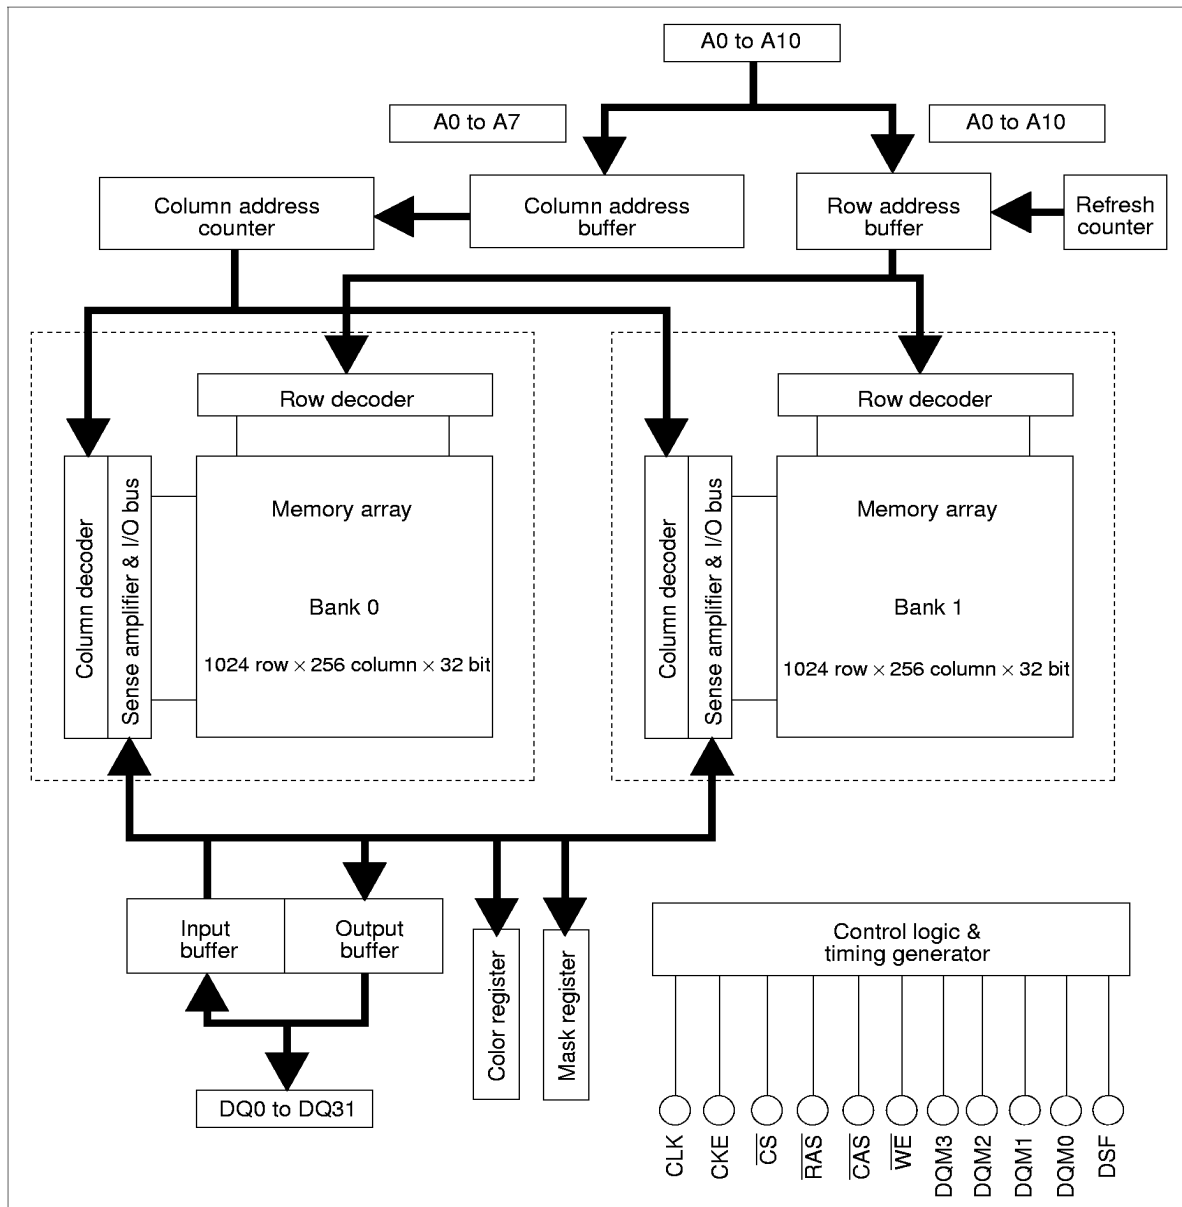 A0 to A10
A0 to A7
A0 to A10
Column address
counter
Column address
buffer
Row address
buffer
Refresh
counter
Row decoder
Row decoder
Column decoder
Sense amplifier & I/O bus
Memory array
Bank 0
1024 row × 256 column × 32 bit
Column decoder
Sense amplifier & I/O bus
Memory array
Bank 1
1024 row × 256 column × 32 bit
Input
buffer
Output
buffer
Color register
Mask register
Control logic &
timing generator
DQ0 to DQ31
CLK
CKE
C̅S̅
R̅A̅S̅
C̅A̅S̅
W̅E̅
DQM3
DQM2
DQM1
DQM0
DSF